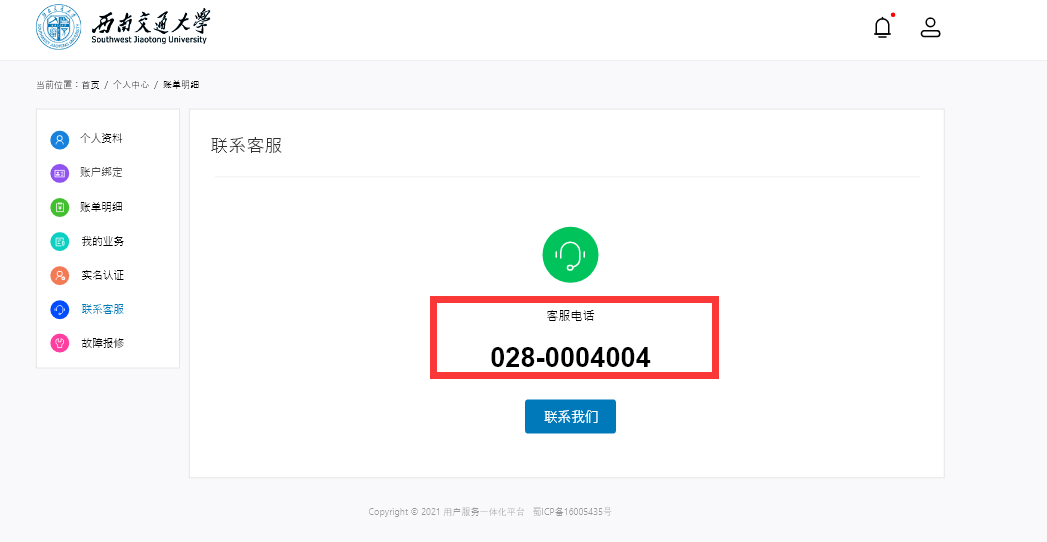 西南交通大学
Southwest Jiaotong University
当前位置：首页 / 个人中心 / 账单明细
个人资料
账户绑定
账单明细
我的业务
实名认证
联系客服
故障报修
联系客服
客服电话
028-0004004
联系我们
Copyright © 2021 用户服务一体化平台 蜀ICP备16005435号